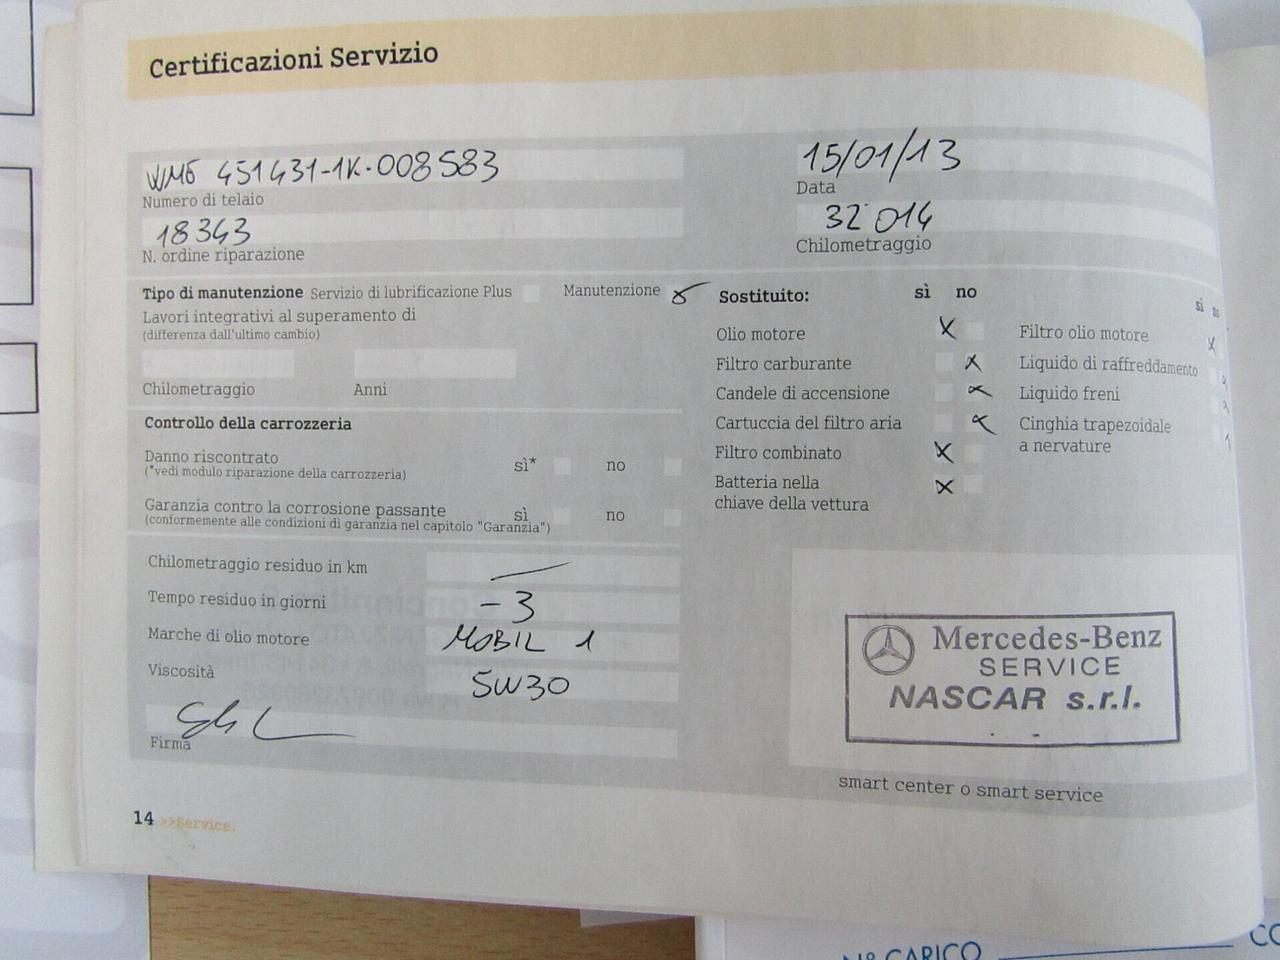 Certificazioni Servizio
WME 451431-1K-008583
Numero di telaio
15/01/13
Data
18343
N. ordine riparazione
32 014
Chilometraggio
Tipo di manutenzione Servizio di lubrificazione Plus Manutenzione
Lavori integrativi al superamento di
(differenza dall'ultimo cambio)
Chilometraggio Anni
Controllo della carrozzeria
Danno riscontrato sì* no
(*vedi modulo riparazione della carrozzeria)
Garanzia contro la corrosione passante sì no
(conformemente alle condizioni di garanzia nel capitolo "Garanzia")
Sostituito: sì no sì no
Olio motore X Filtro olio motore X
Filtro carburante X Liquido di raffreddamento
Candele di accensione X Liquido freni
Cartuccia del filtro aria X Cinghia trapezoidale
a nervature
Filtro combinato X
Batteria nella X
chiave della vettura
Chilometraggio residuo in km —
Tempo residuo in giorni -3
Marche di olio motore MOBIL 1
Viscosità 5W30
Firma
Mercedes-Benz
SERVICE
NASCAR s.r.l.
smart center o smart service
14 >>Service.
N° CARICO
CO